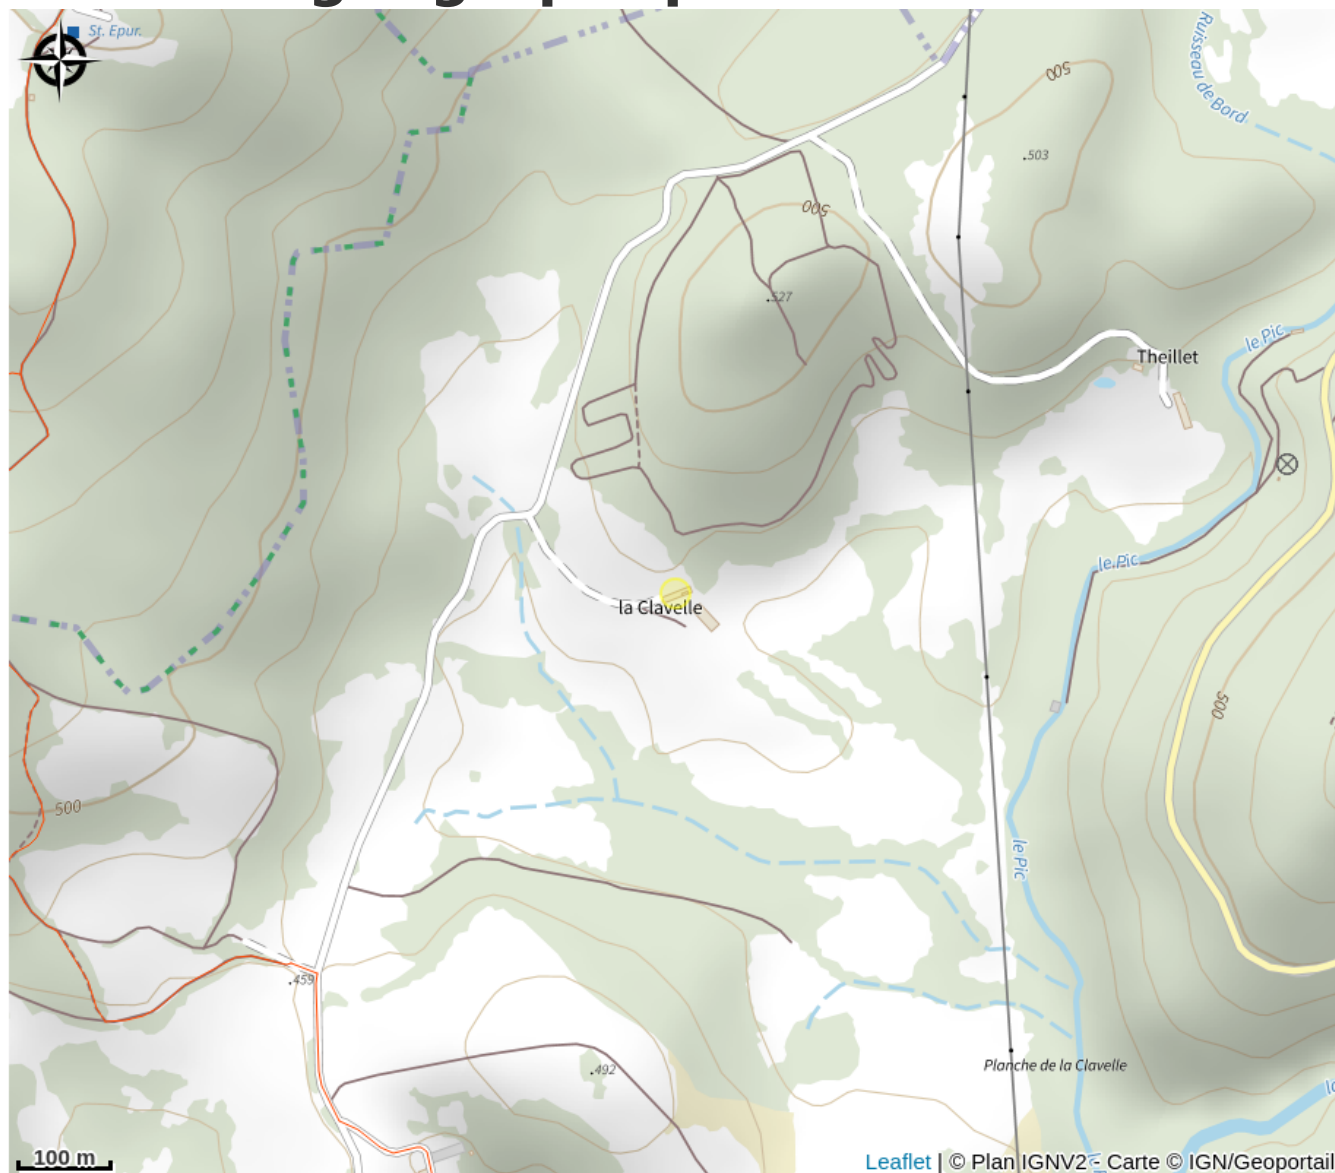 St. Epur.
Ruisseau de Bord
500
.503
500
.527
le Pic
Theillet
le Pic
la Clavelle
500
500
le Pic
.459
.492
Planche de la Clavelle
100 m
Leaflet | © Plan IGNV2 - Carte © IGN/Geoportail